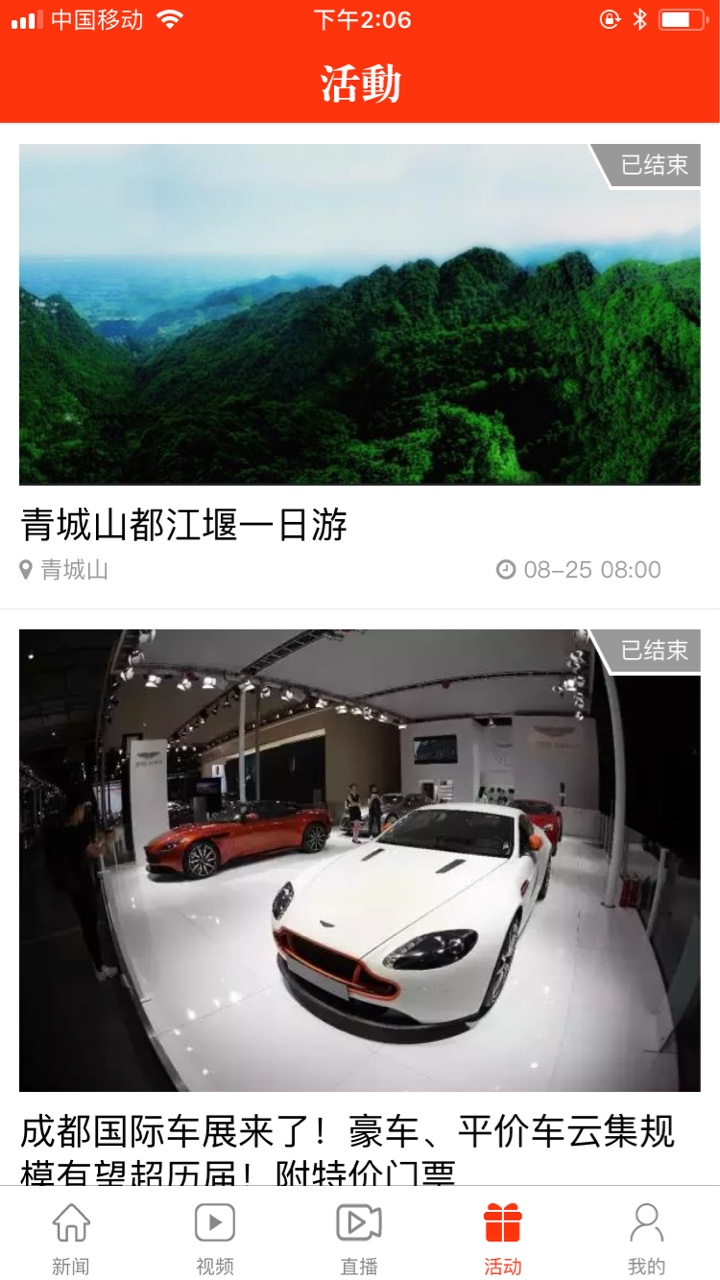 中国移动
下午2:06
活動
已结束
青城山都江堰一日游
青城山
08-25 08:00
已结束
成都国际车展来了！豪车、平价车云集规
模有望超历届！附特价门票
新闻
视频
直播
活动
我的